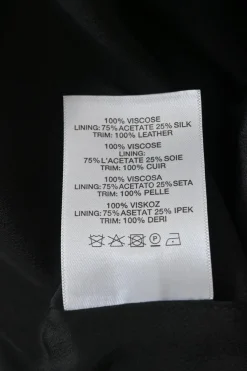 100% VISCOSE
LINING: 75% ACETATE 25% SILK
TRIM: 100% LEATHER
100% VISCOSE
LINING:
75% L'ACETATE 25% SOIE
TRIM: 100% CUIR
100% VISCOSA
LINING: 75% ACETATO 25% SETA
TRIM: 100% PELLE
100% VISKOZ
LINING: 75% ASETAT 25% IPEK
TRIM: 100% DERI